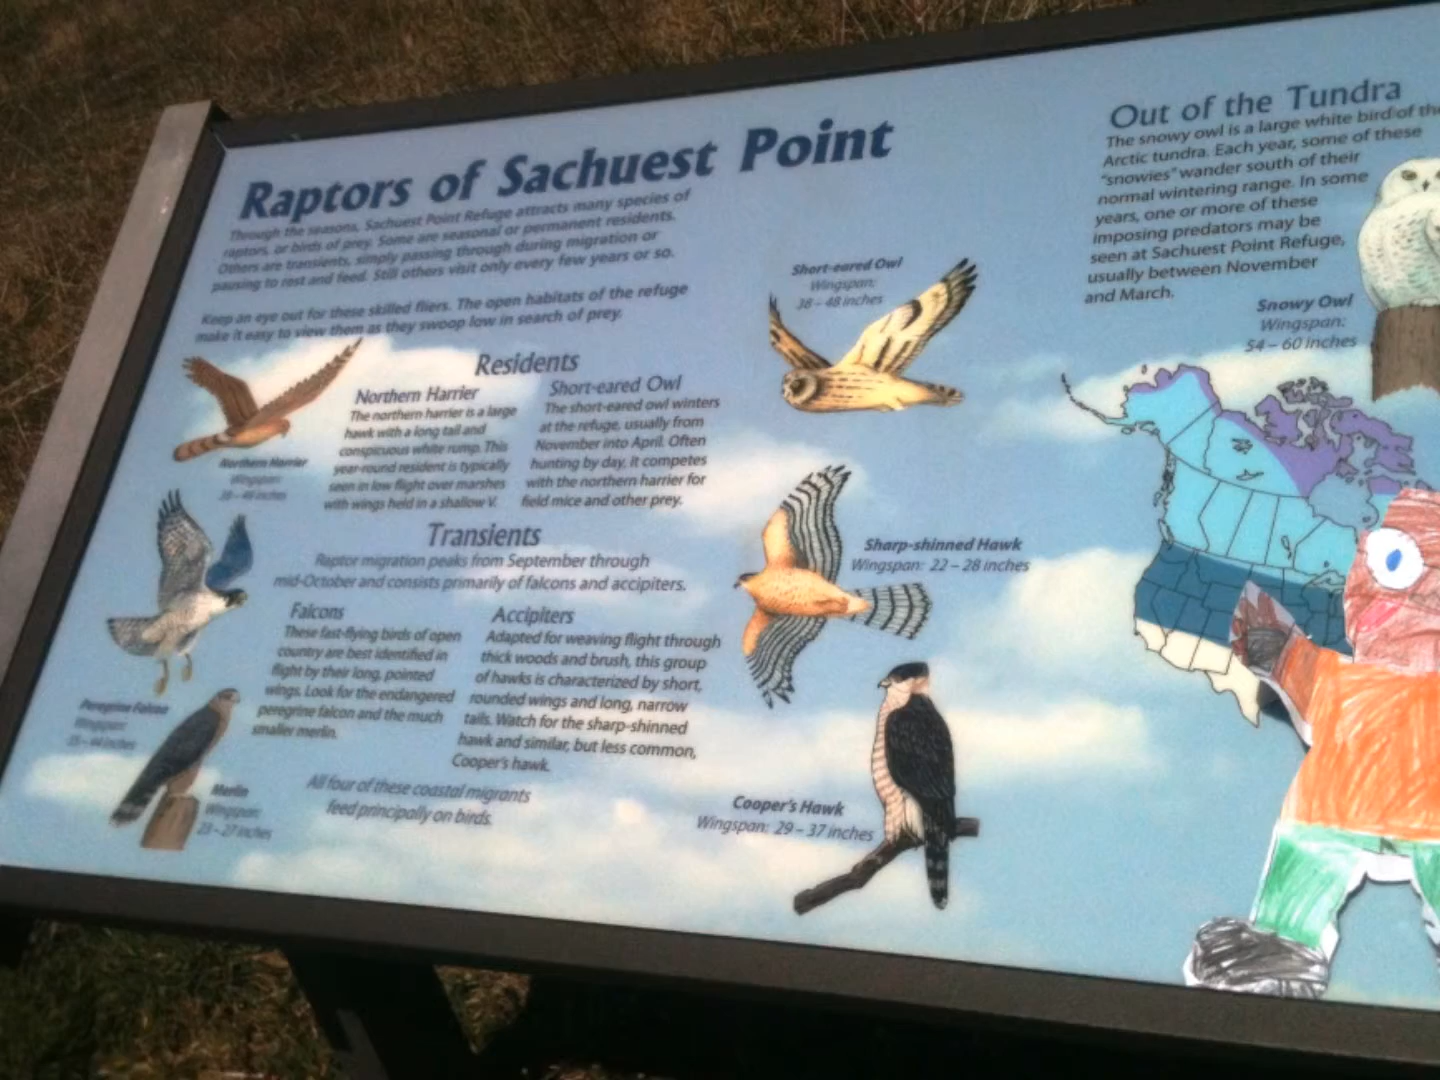 Raptors of Sachuest Point
Through the seasons, Sachuest Point Refuge attracts many species of
raptors, or birds of prey. Some are seasonal or permanent residents.
Others are transients, simply passing through during migration or
pausing to rest and feed. Still others visit only every few years or so.
Keep an eye out for these skilled fliers. The open habitats of the refuge
make it easy to view them as they swoop low in search of prey.
Residents
Northern Harrier
The northern harrier is a large
hawk with a long tail and
conspicuous white rump. This
year-round resident is typically
seen in low flight over marshes
with wings held in a shallow V.
Short-eared Owl
The short-eared owl winters
at the refuge, usually from
November into April. Often
hunting by day, it competes
with the northern harrier for
field mice and other prey.
Northern Harrier
Wingspan:
inches
Transients
Raptor migration peaks from September through
mid-October and consists primarily of falcons and accipiters.
Falcons
These fast-flying birds of open
country are best identified in
flight by their long, pointed
wings. Look for the endangered
peregrine falcon and the much
smaller merlin.
Accipiters
Adapted for weaving flight through
thick woods and brush, this group
of hawks is characterized by short,
rounded wings and long, narrow
tails. Watch for the sharp-shinned
hawk and similar, but less common,
Cooper's hawk.
All four of these coastal migrants
feed principally on birds.
Peregrine Falcon
Wingspan:
inches
Merlin
Wingspan:
23 – 27 inches
Short-eared Owl
Wingspan:
38 – 48 inches
Sharp-shinned Hawk
Wingspan: 22 – 28 inches
Cooper's Hawk
Wingspan: 29 – 37 inches
Out of the Tundra
The snowy owl is a large white bird of the
Arctic tundra. Each year, some of these
"snowies" wander south of their
normal wintering range. In some
years, one or more of these
imposing predators may be
seen at Sachuest Point Refuge,
usually between November
and March.
Snowy Owl
Wingspan:
54 – 60 inches